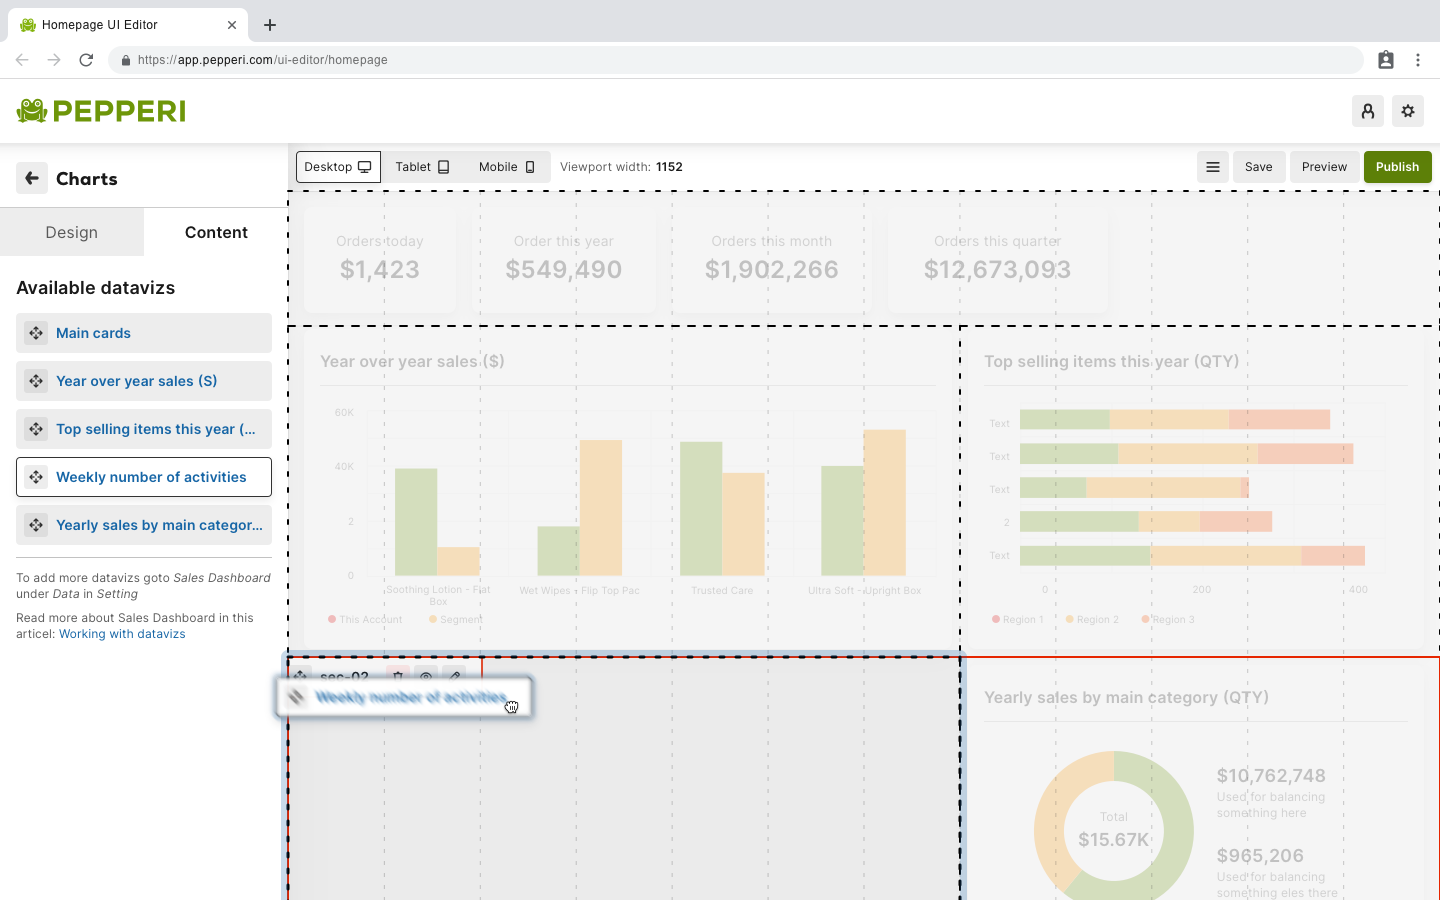 Homepage UI Editor
https://app.pepperi.com/ui-editor/homepage
PEPPERI
Charts
Desktop
Tablet
Mobile
Viewport width: 1152
Save
Preview
Publish
Design
Content
Available datavizs
Main cards
Year over year sales (S)
Top selling items this year (...
Weekly number of activities
Yearly sales by main categor...
To add more datavizs goto Sales Dashboard
under Data in Setting
Read more about Sales Dashboard in this
articel: Working with datavizs
Orders today
$1,423
Order this year
$549,490
Orders this month
$1,902,266
Orders this quarter
$12,673,093
Year over year sales ($)
60K
40K
2
0
Soothing Lotion - Flat
Box
Wet Wipes - Flip Top Pac
Trusted Care
Ultra Soft - Upright Box
This Account
Segment
Top selling items this year (QTY)
Text
Text
Text
2
Text
0
200
400
Region 1
Region 2
Region 3
sec-02
Weekly number of activities
Yearly sales by main category (QTY)
Total
$15.67K
$10,762,748
Used for balancing
something here
$965,206
Used for balancing
something eles there